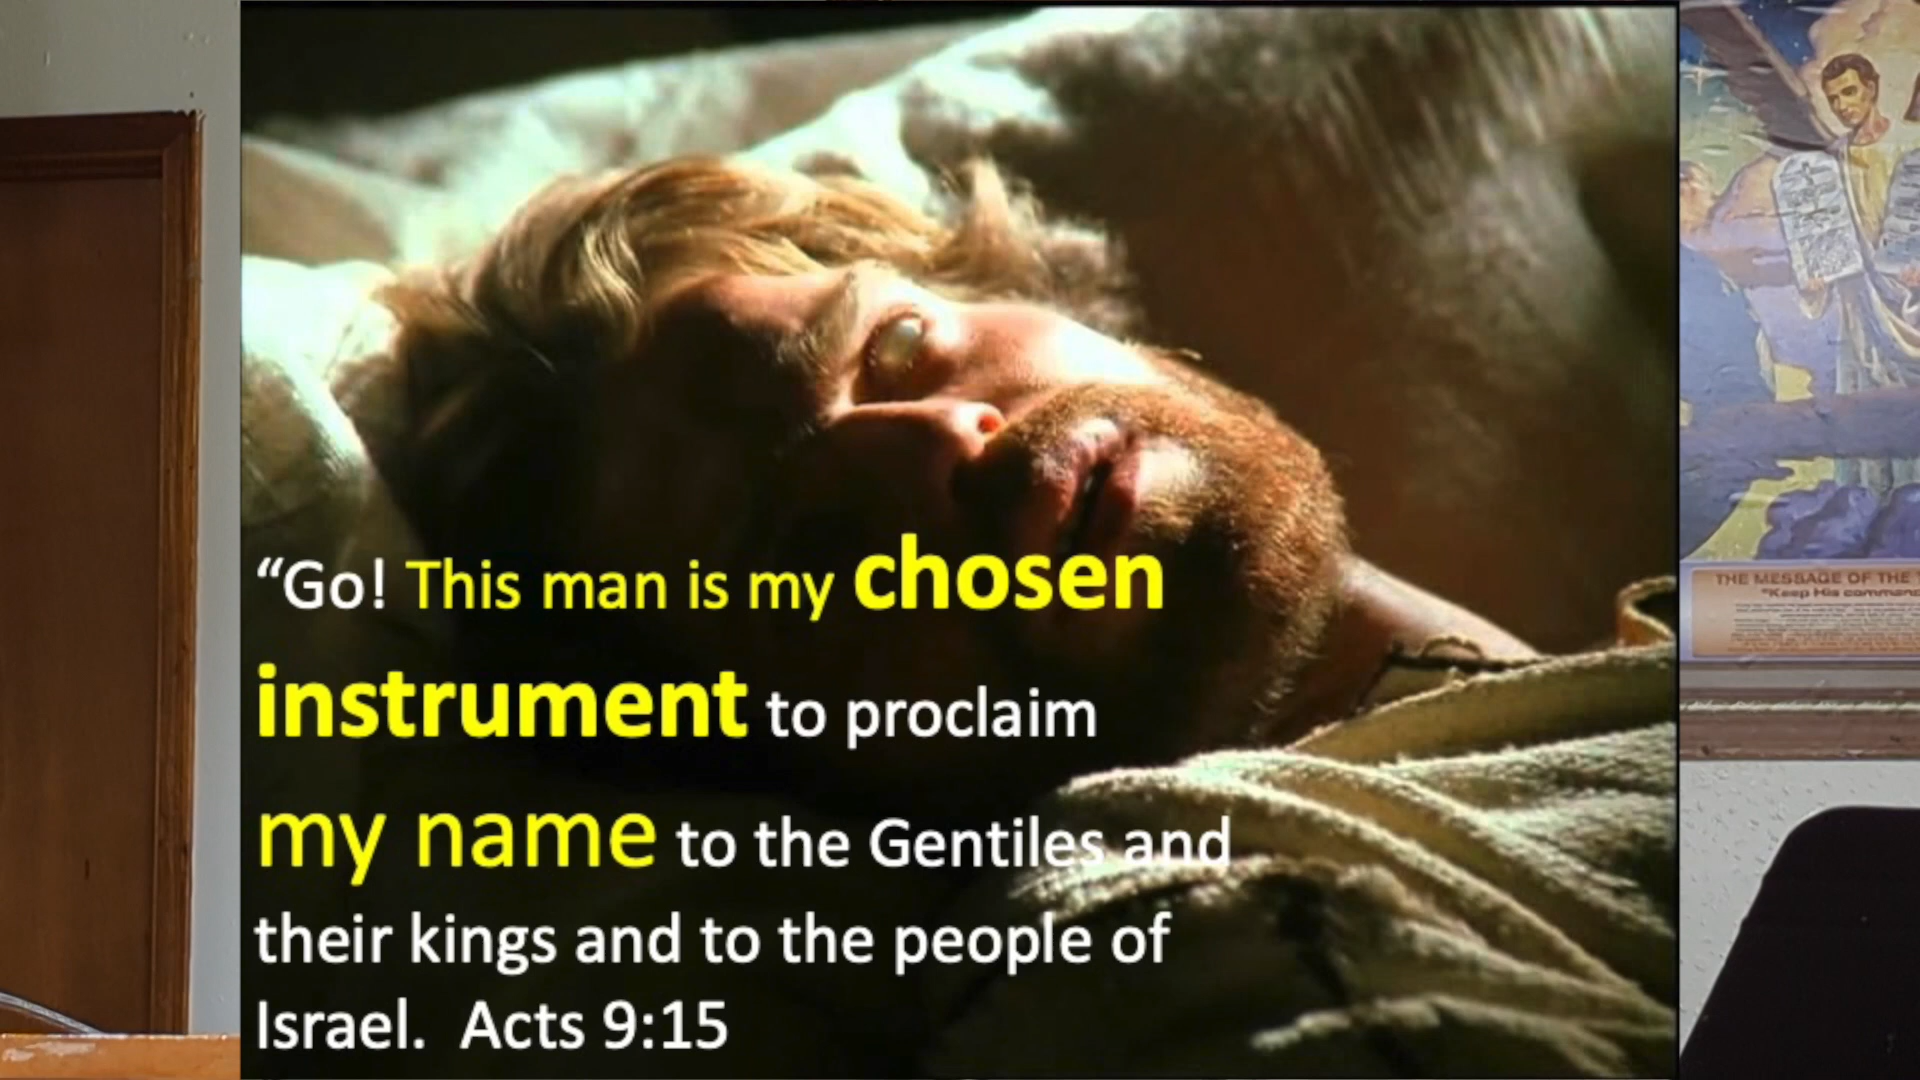 “Go! This man is my chosen
instrument to proclaim
my name to the Gentiles and
their kings and to the people of
Israel.  Acts 9:15
THE MESSAGE OF THE
"Keep His command